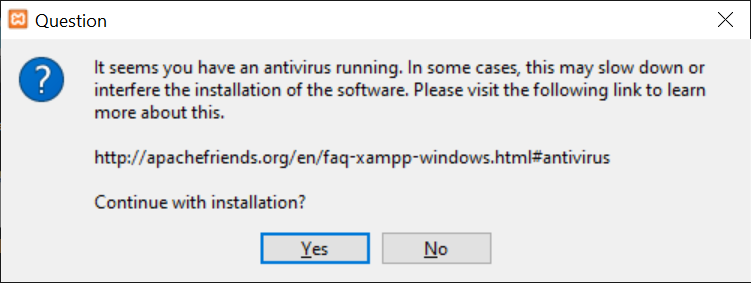 Question
It seems you have an antivirus running. In some cases, this may slow down or
interfere the installation of the software. Please visit the following link to learn
more about this.
http://apachefriends.org/en/faq-xampp-windows.html#antivirus
Continue with installation?
Yes
No